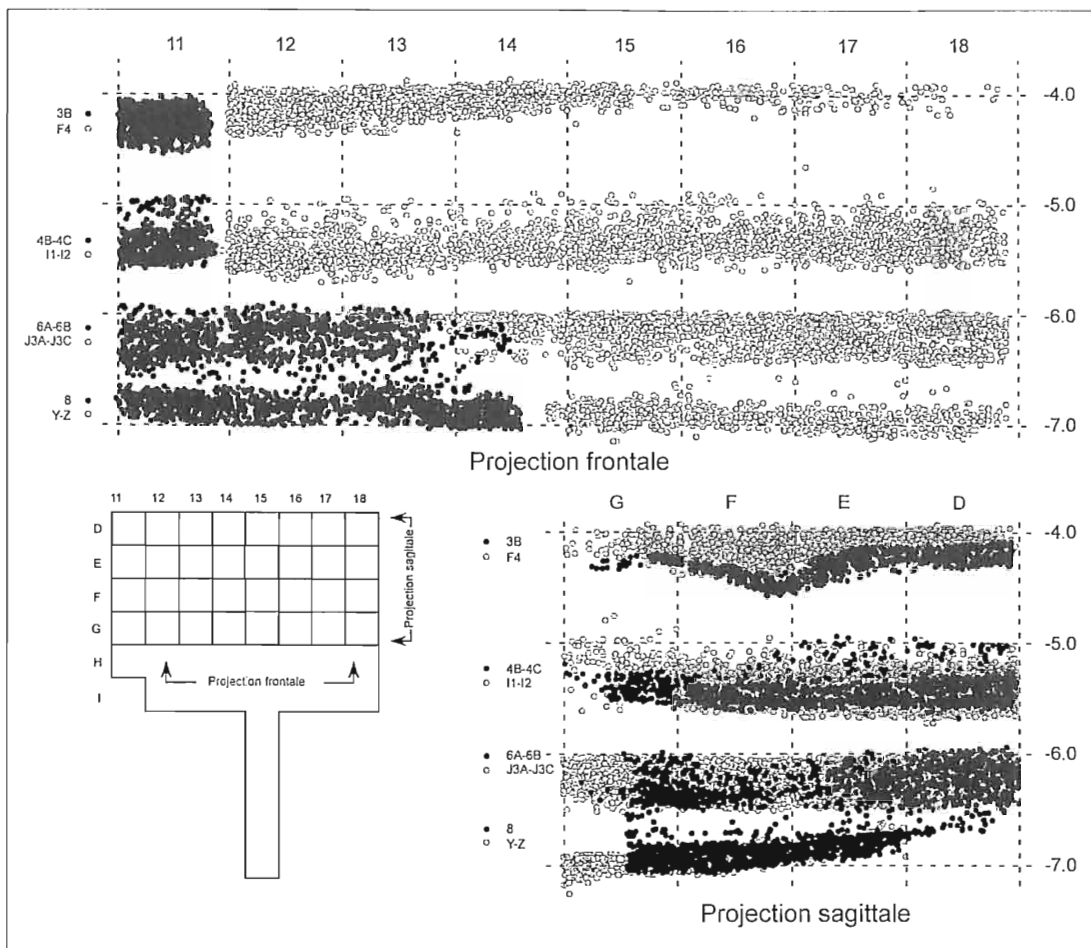 11 12 13 14 15 16 17 18
-4.0
3B
F4
-5.0
4B-4C
I1-I2
6A-6B
-6.0
J3A-J3C
8
Y-Z
-7.0
Projection frontale
11 12 13 14 15 16 17 18
D
E
F
G
H
I
Projection sagittale
Projection frontale
G F E D
3B
-4.0
F4
-5.0
4B-4C
I1-I2
6A-6B
-6.0
J3A-J3C
8
Y-Z
-7.0
Projection sagittale